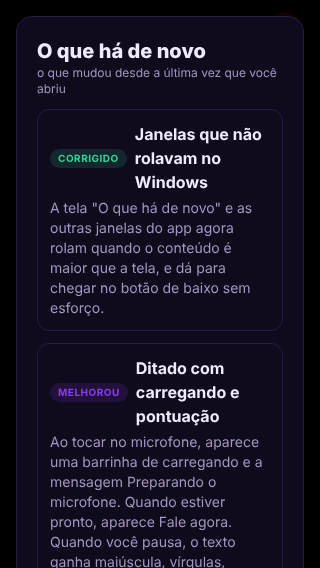 O que há de novo
o que mudou desde a última vez que você
abriu
CORRIGIDO
Janelas que não
rolavam no
Windows
A tela "O que há de novo" e as
outras janelas do app agora
rolam quando o conteúdo é
maior que a tela, e dá para
chegar no botão de baixo sem
esforço.
MELHOROU
Ditado com
carregando e
pontuação
Ao tocar no microfone, aparece
uma barrinha de carregando e a
mensagem Preparando o
microfone. Quando estiver
pronto, aparece Fale agora.
Quando você pausa, o texto
ganha maiúscula, vírgulas,